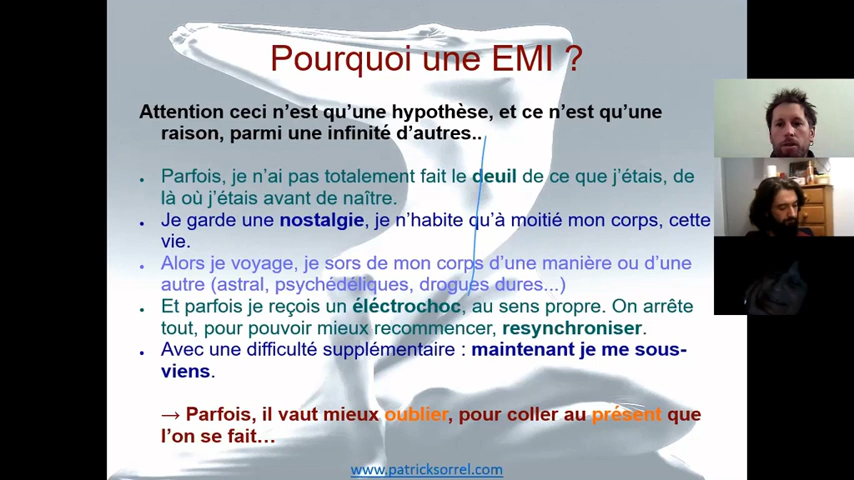 Pourquoi une EMI ?
Attention ceci n'est qu'une hypothèse, et ce n'est qu'une
raison, parmi une infinité d'autres..
Parfois, je n'ai pas totalement fait le deuil de ce que j'étais, de
là où j'étais avant de naître.
Je garde une nostalgie, je n'habite qu'à moitié mon corps, cette
vie.
Alors je voyage, je sors de mon corps d'une manière ou d'une
autre (astral, psychédéliques, drogues dures...)
Et parfois je reçois un éléctrochoc, au sens propre. On arrête
tout, pour pouvoir mieux recommencer, resynchroniser.
Avec une difficulté supplémentaire : maintenant je me sous-
viens.
→ Parfois, il vaut mieux oublier, pour coller au présent que
l'on se fait…
www.patricksorrel.com